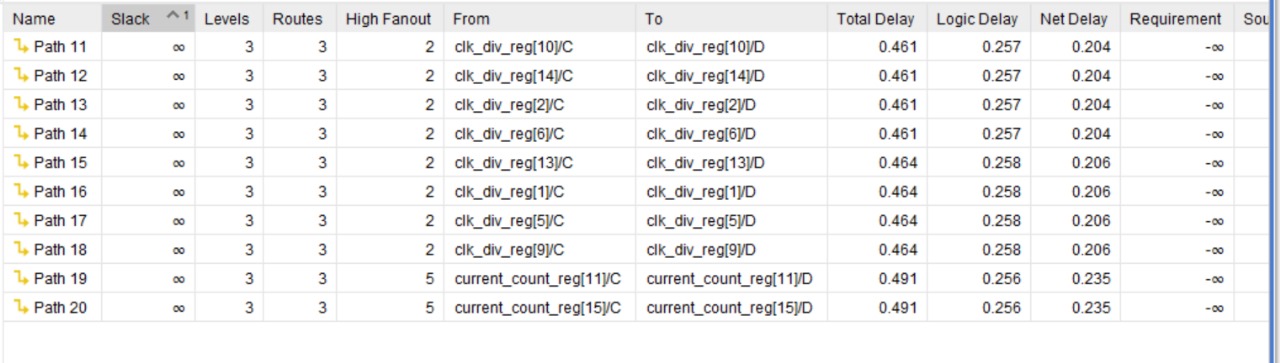 Name Slack ^ 1 Levels Routes High Fanout From To Total Delay Logic Delay Net Delay Requirement Sou
Path 11 ∞ 3 3 2 clk_div_reg[10]/C clk_div_reg[10]/D 0.461 0.257 0.204 -∞
Path 12 ∞ 3 3 2 clk_div_reg[14]/C clk_div_reg[14]/D 0.461 0.257 0.204 -∞
Path 13 ∞ 3 3 2 clk_div_reg[2]/C clk_div_reg[2]/D 0.461 0.257 0.204 -∞
Path 14 ∞ 3 3 2 clk_div_reg[6]/C clk_div_reg[6]/D 0.461 0.257 0.204 -∞
Path 15 ∞ 3 3 2 clk_div_reg[13]/C clk_div_reg[13]/D 0.464 0.258 0.206 -∞
Path 16 ∞ 3 3 2 clk_div_reg[1]/C clk_div_reg[1]/D 0.464 0.258 0.206 -∞
Path 17 ∞ 3 3 2 clk_div_reg[5]/C clk_div_reg[5]/D 0.464 0.258 0.206 -∞
Path 18 ∞ 3 3 2 clk_div_reg[9]/C clk_div_reg[9]/D 0.464 0.258 0.206 -∞
Path 19 ∞ 3 3 5 current_count_reg[11]/C current_count_reg[11]/D 0.491 0.256 0.235 -∞
Path 20 ∞ 3 3 5 current_count_reg[15]/C current_count_reg[15]/D 0.491 0.256 0.235 -∞